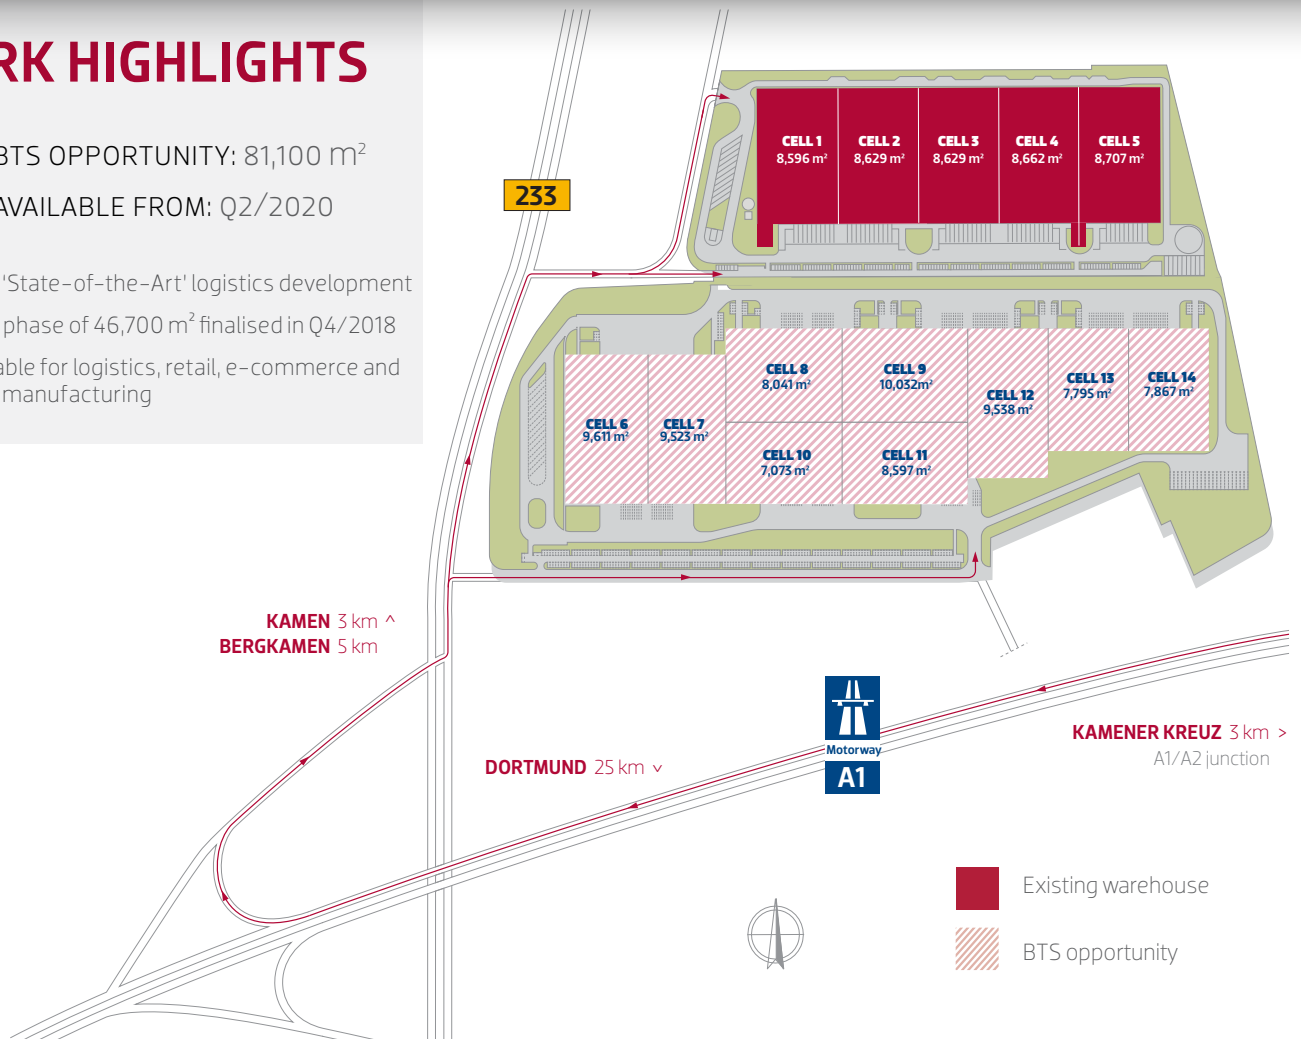 RK HIGHLIGHTS
BTS OPPORTUNITY: 81,100 m²
AVAILABLE FROM: Q2/2020
'State-of-the-Art' logistics development
phase of 46,700 m² finalised in Q4/2018
able for logistics, retail, e-commerce and
manufacturing
233
CELL 1
8,596 m²
CELL 2
8,629 m²
CELL 3
8,629 m²
CELL 4
8,662 m²
CELL 5
8,707 m²
CELL 6
9,611 m²
CELL 7
9,523 m²
CELL 8
8,041 m²
CELL 9
10,032m²
CELL 10
7,073 m²
CELL 11
8,597 m²
CELL 12
9,538 m²
CELL 13
7,795 m²
CELL 14
7,867 m²
KAMEN 3 km ^
BERGKAMEN 5 km
DORTMUND 25 km v
Motorway
A1
KAMENER KREUZ 3 km >
A1/A2 junction
Existing warehouse
BTS opportunity